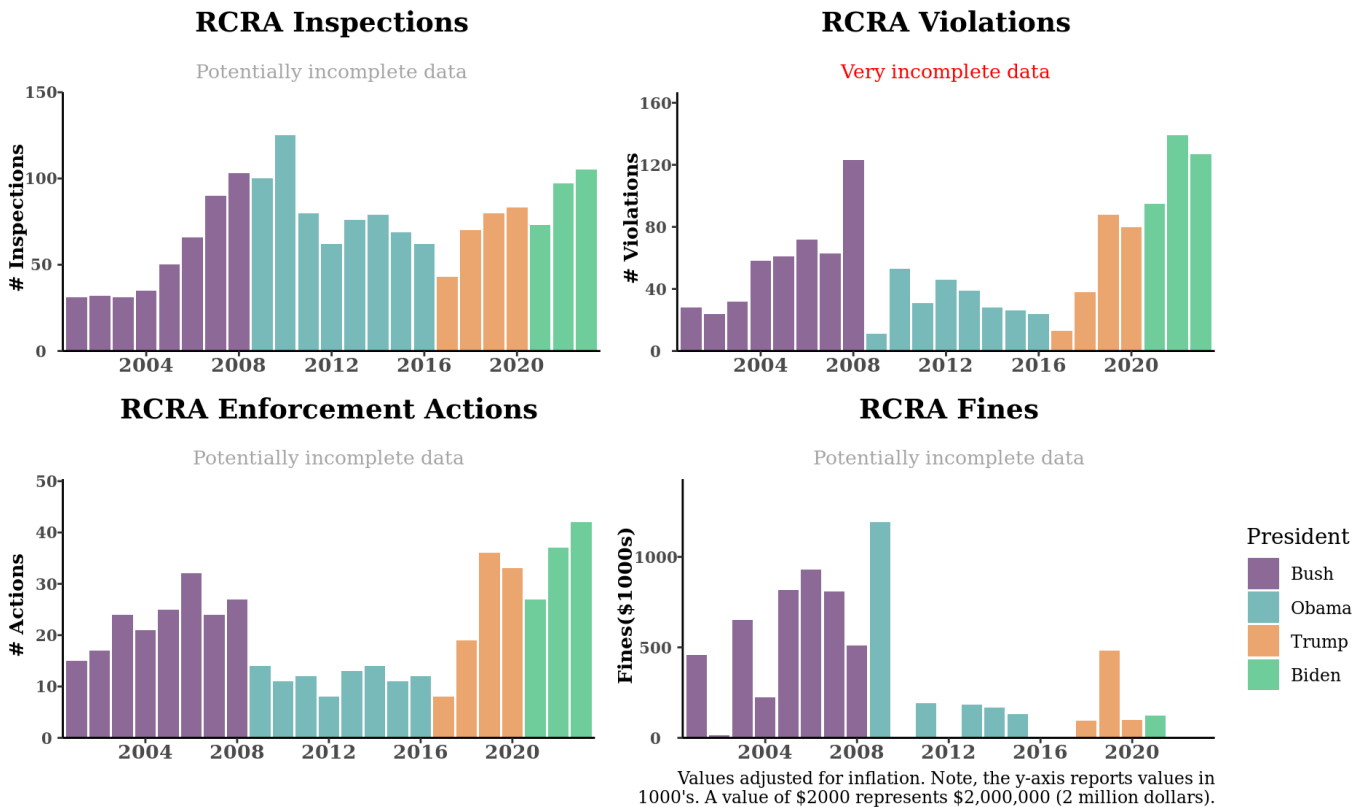 RCRA Inspections
Potentially incomplete data
# Inspections
150
100
50
0
2004 2008 2012 2016 2020
RCRA Violations
Very incomplete data
# Violations
160
120
80
40
0
2004 2008 2012 2016 2020
RCRA Enforcement Actions
Potentially incomplete data
# Actions
50
40
30
20
10
0
2004 2008 2012 2016 2020
RCRA Fines
Potentially incomplete data
Fines($1000s)
1000
500
0
2004 2008 2012 2016 2020
President
Bush
Obama
Trump
Biden
Values adjusted for inflation. Note, the y-axis reports values in
1000's. A value of $2000 represents $2,000,000 (2 million dollars).